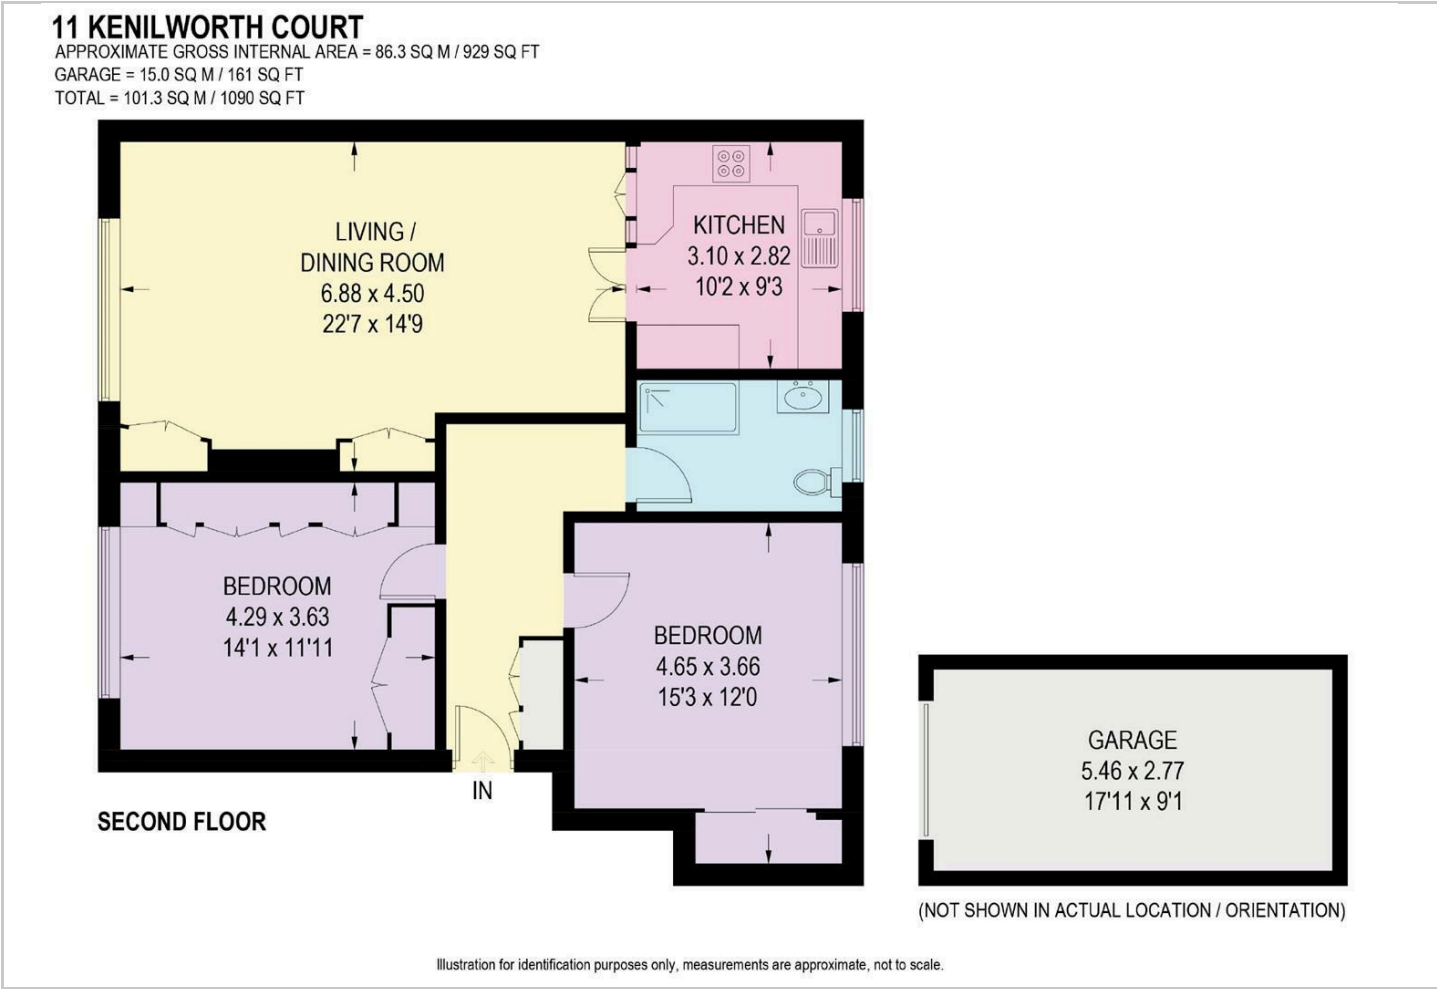 11 KENILWORTH COURT
APPROXIMATE GROSS INTERNAL AREA = 86.3 SQ M / 929 SQ FT
GARAGE = 15.0 SQ M / 161 SQ FT
TOTAL = 101.3 SQ M / 1090 SQ FT
LIVING /
DINING ROOM
6.88 x 4.50
22'7 x 14'9
KITCHEN
3.10 x 2.82
10'2 x 9'3
BEDROOM
4.29 x 3.63
14'1 x 11'11
BEDROOM
4.65 x 3.66
15'3 x 12'0
IN
SECOND FLOOR
GARAGE
5.46 x 2.77
17'11 x 9'1
(NOT SHOWN IN ACTUAL LOCATION / ORIENTATION)
Illustration for identification purposes only, measurements are approximate, not to scale.